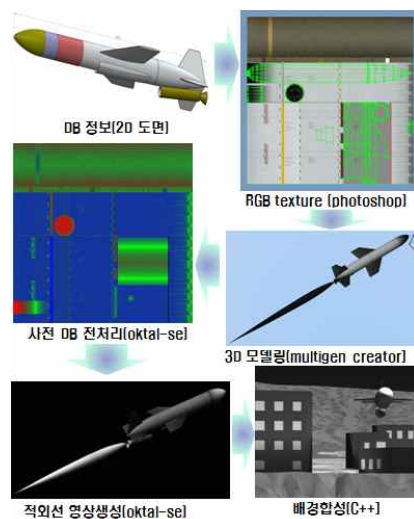 DB 정보(2D 도면)
RGB texture [photoshop]
사전 DB 전처리(oktal-se)
3D 모델링(multigen creator)
적외선 영상생성(oktal-se)
배경합성(C++)